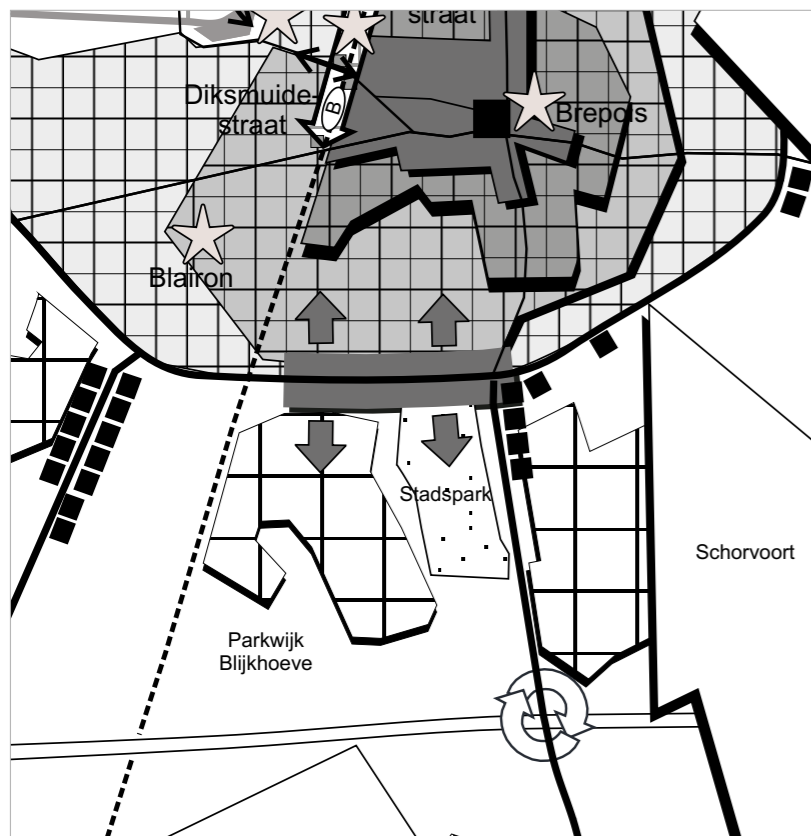 straat
Diksmuide-
straat
B
Brepols
Blairon
Stadspark
Schorvoort
Parkwijk
Blijkhoeve